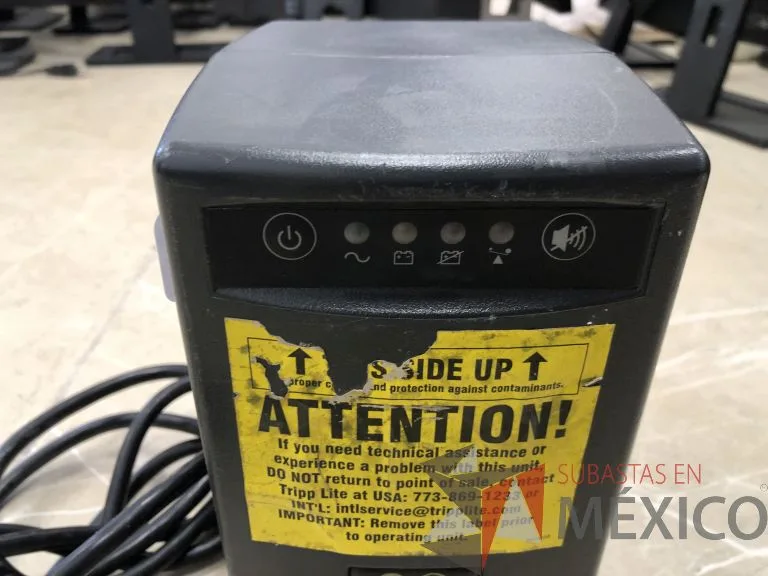 S SIDE UP
roper c nd protection against contaminants.
ATTENTION!
If you need technical assistance or
experience a problem with this unit,
DO NOT return to point of sale, contact
Tripp Lite at USA: 773-869-1233 or
INT'L: intlservice@tripplite.com
IMPORTANT: Remove this label prior
to operating unit.
SUBASTAS EN
MÉXICO
©